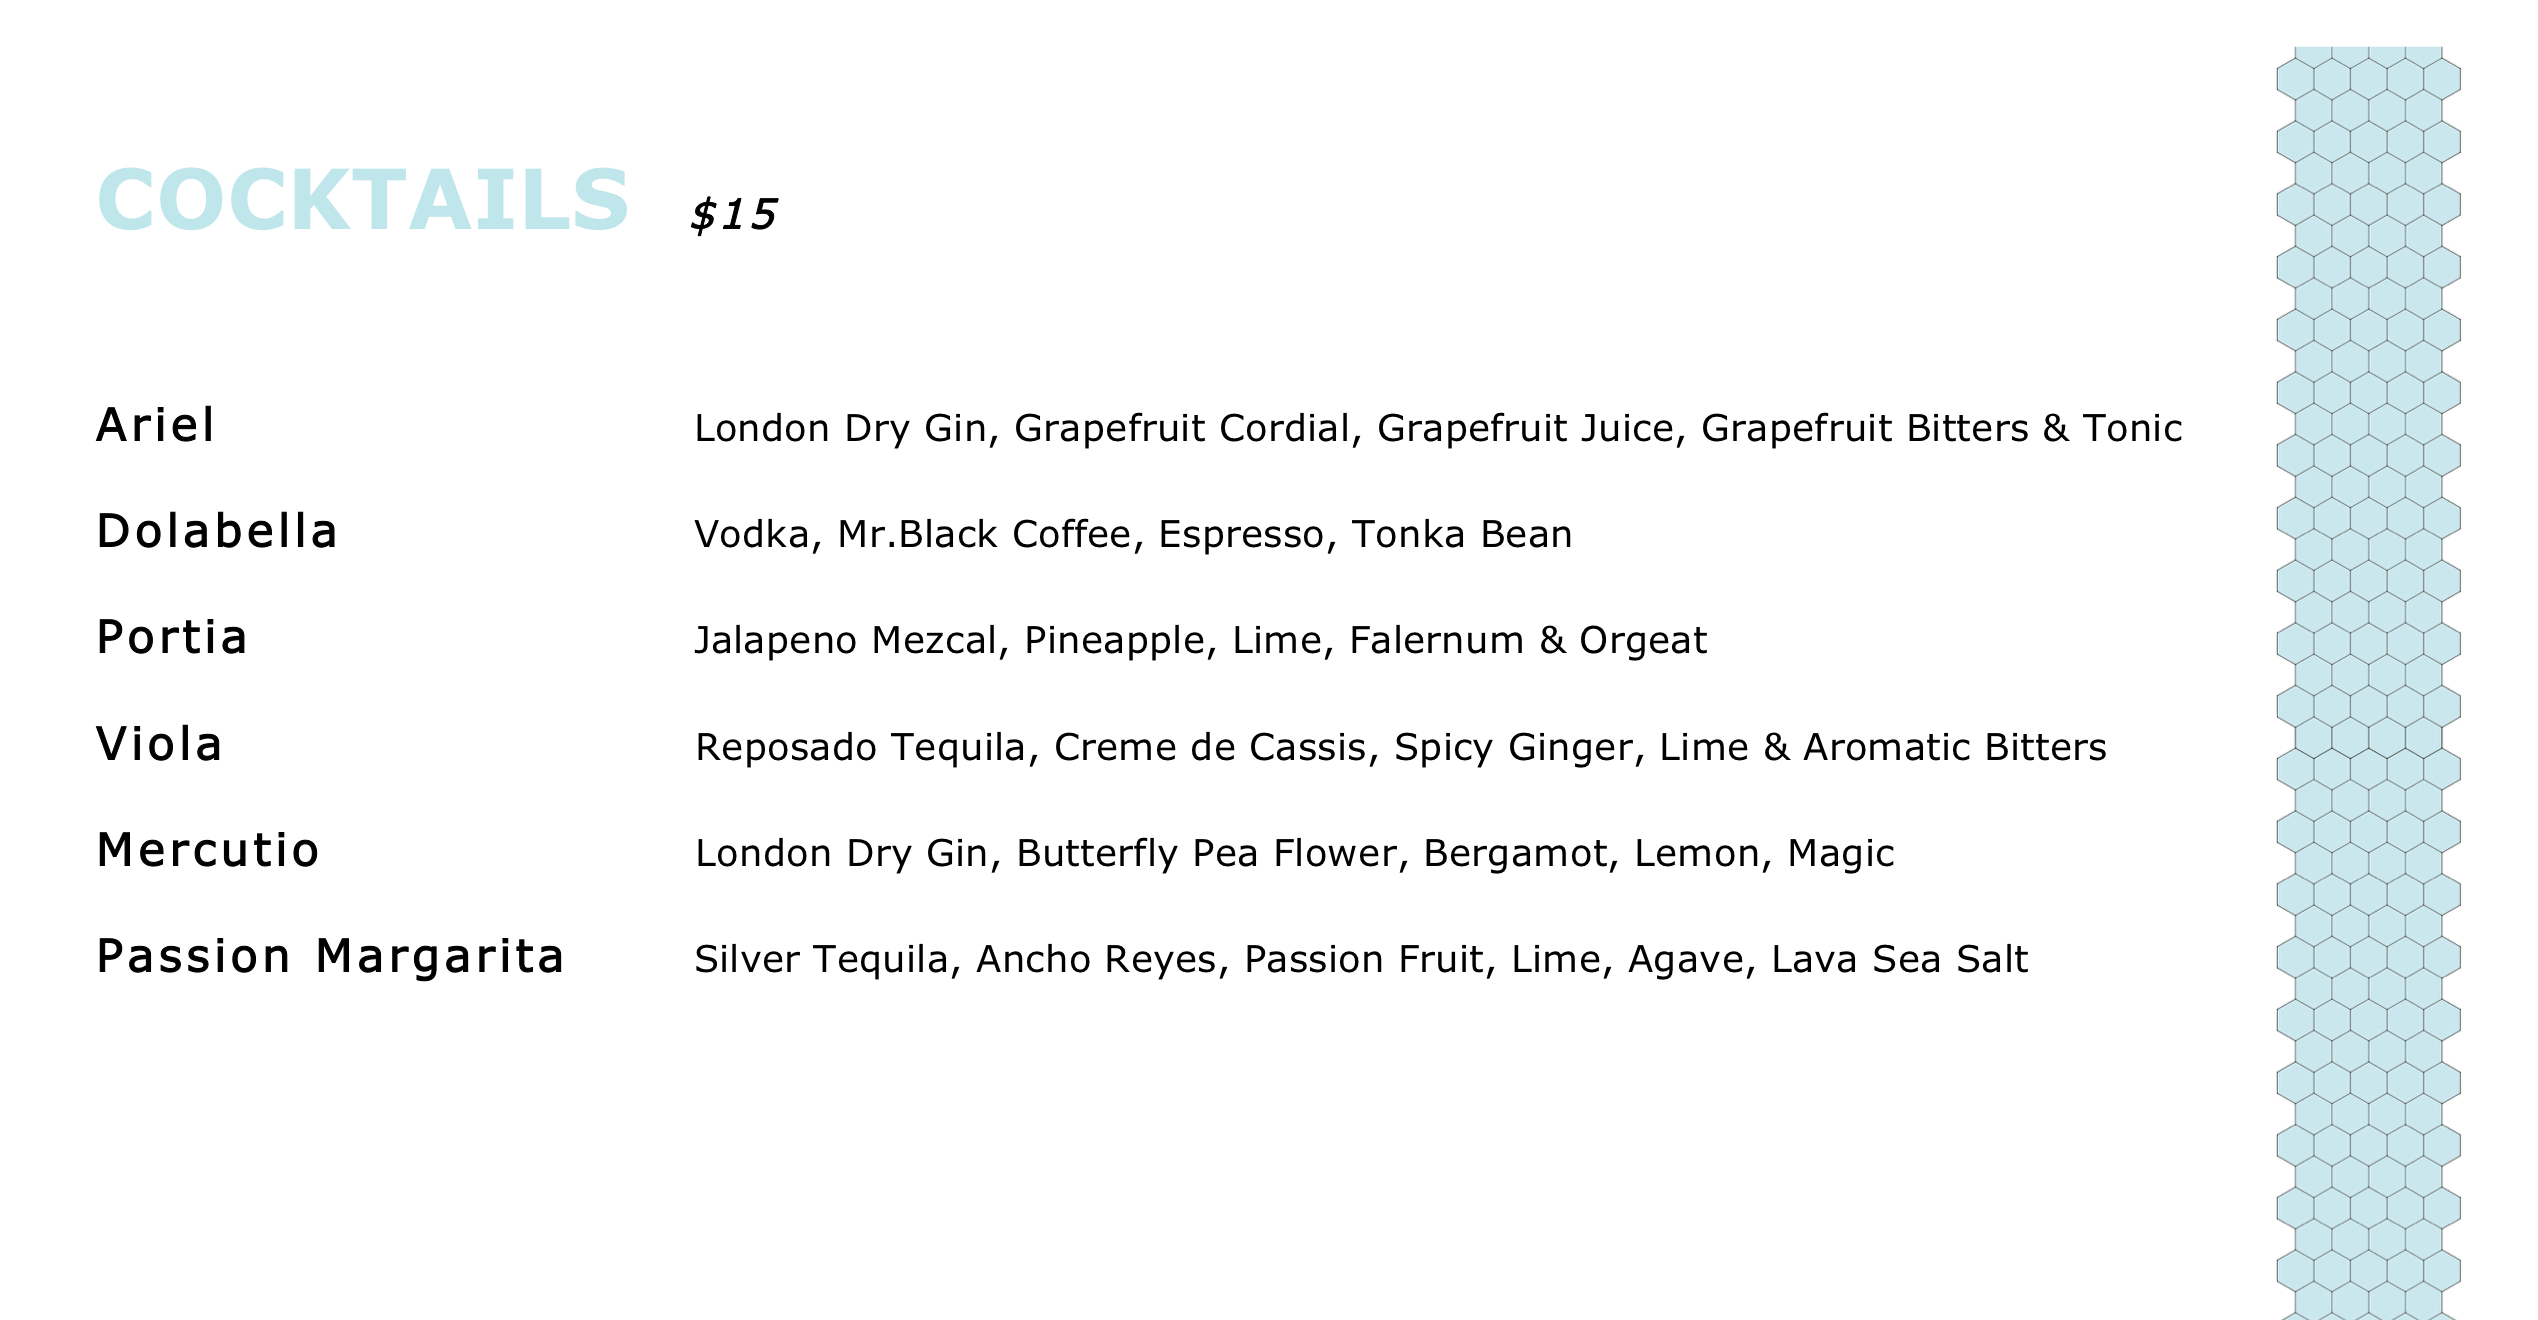 COCKTAILS $15
Ariel London Dry Gin, Grapefruit Cordial, Grapefruit Juice, Grapefruit Bitters & Tonic
Dolabella Vodka, Mr.Black Coffee, Espresso, Tonka Bean
Portia Jalapeno Mezcal, Pineapple, Lime, Falernum & Orgeat
Viola Reposado Tequila, Creme de Cassis, Spicy Ginger, Lime & Aromatic Bitters
Mercutio London Dry Gin, Butterfly Pea Flower, Bergamot, Lemon, Magic
Passion Margarita Silver Tequila, Ancho Reyes, Passion Fruit, Lime, Agave, Lava Sea Salt